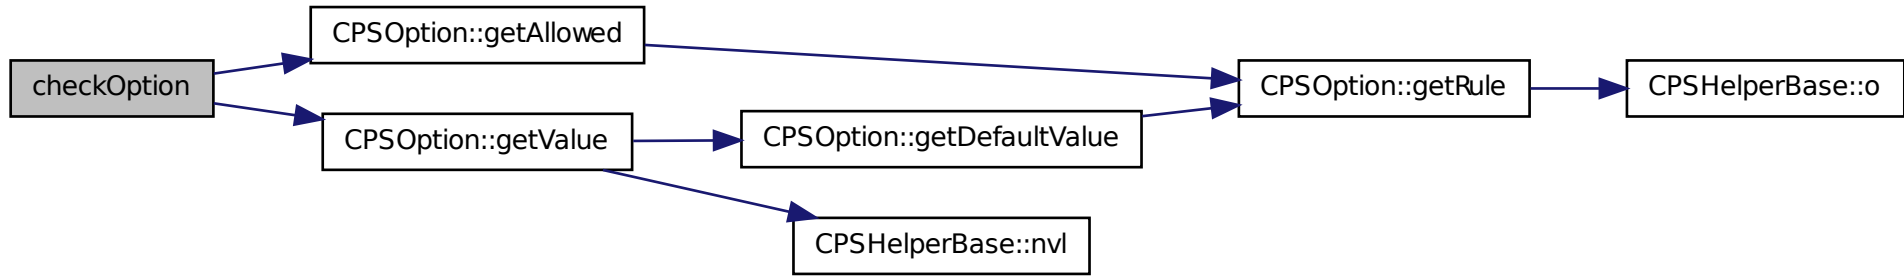 checkOption
CPSOption::getAllowed
CPSOption::getValue
CPSOption::getDefaultValue
CPSHelperBase::nvl
CPSOption::getRule
CPSHelperBase::o